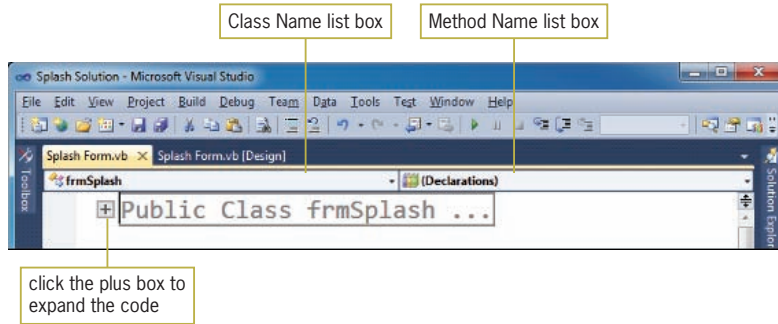 Class Name list box
Method Name list box
Splash Solution - Microsoft Visual Studio
File Edit View Project Build Debug Team Data Tools Test Window Help
Splash Form.vb Splash Form.vb [Design]
Toolbox
frmSplash
(Declarations)
Public Class frmSplash ...
Solution Explor
click the plus box to
expand the code